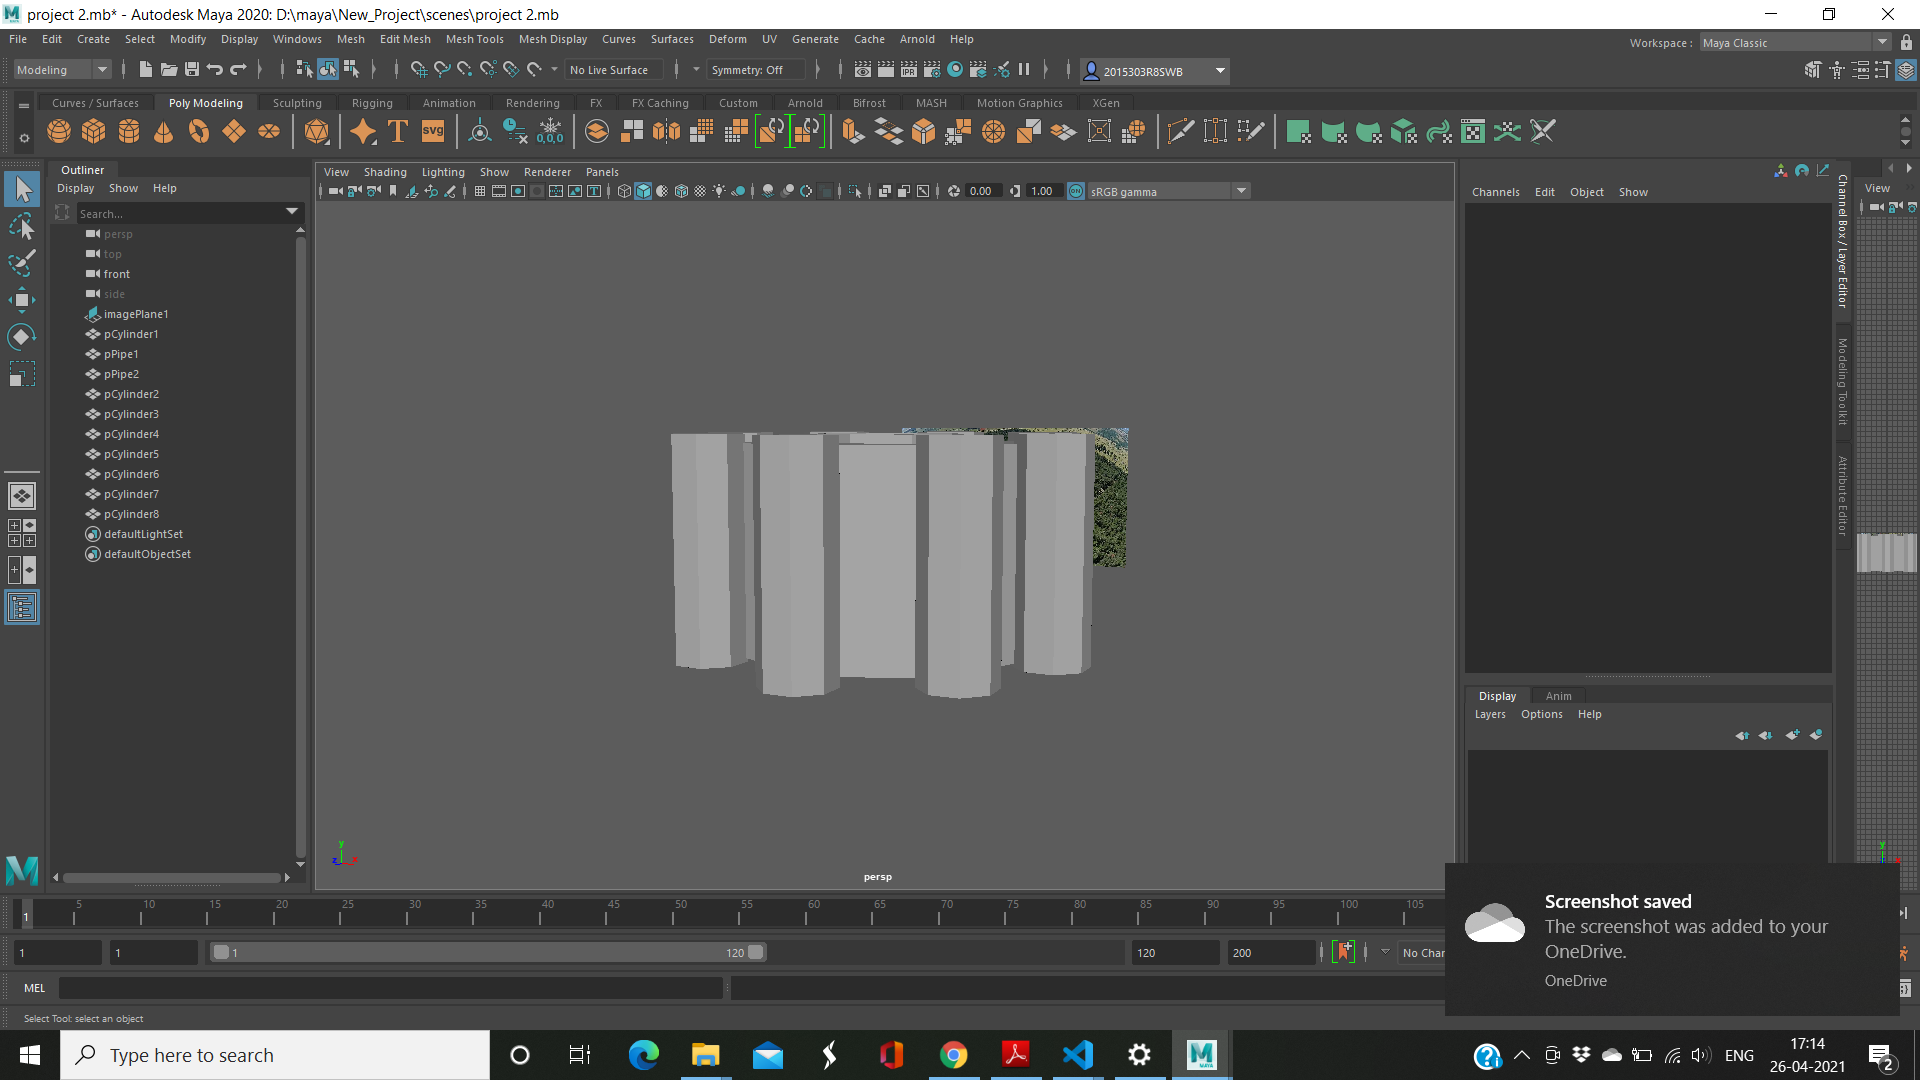 project 2.mb* - Autodesk Maya 2020: D:\maya\New_Project\scenes\project 2.mb
File Edit Create Select Modify Display Windows Mesh Edit Mesh Mesh Tools Mesh Display Curves Surfaces Deform UV Generate Cache Arnold Help
Workspace : Maya Classic
Modeling No Live Surface Symmetry: Off 2015303R8SWB
Curves / Surfaces Poly Modeling Sculpting Rigging Animation Rendering FX FX Caching Custom Arnold Bifrost MASH Motion Graphics XGen
T SVG 0,0,0
IPR
Outliner
Display Show Help
Search...
persp
top
front
side
imagePlane1
pCylinder1
pPipe1
pPipe2
pCylinder2
pCylinder3
pCylinder4
pCylinder5
pCylinder6
pCylinder7
pCylinder8
defaultLightSet
defaultObjectSet
View Shading Lighting Show Renderer Panels
0.00 1.00 ON sRGB gamma
y
z x
persp
Channels Edit Object Show
Channel Box / Layer Editor
Modeling Toolkit
Attribute Editor
View
Display Anim
Layers Options Help
y
1 5 10 15 20 25 30 35 40 45 50 55 60 65 70 75 80 85 90 95 100 105
1 1 1 120 120 200 No Char
MEL
Select Tool: select an object
Screenshot saved
The screenshot was added to your
OneDrive.
OneDrive
Type here to search
MAYA
ENG
17:14
26-04-2021
2